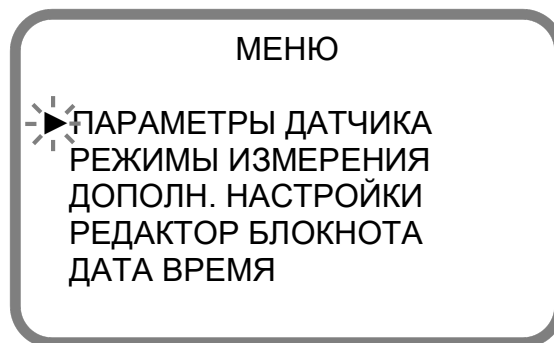 МЕНЮ
ПАРАМЕТРЫ ДАТЧИКА
РЕЖИМЫ ИЗМЕРЕНИЯ
ДОПОЛН. НАСТРОЙКИ
РЕДАКТОР БЛОКНОТА
ДАТА ВРЕМЯ